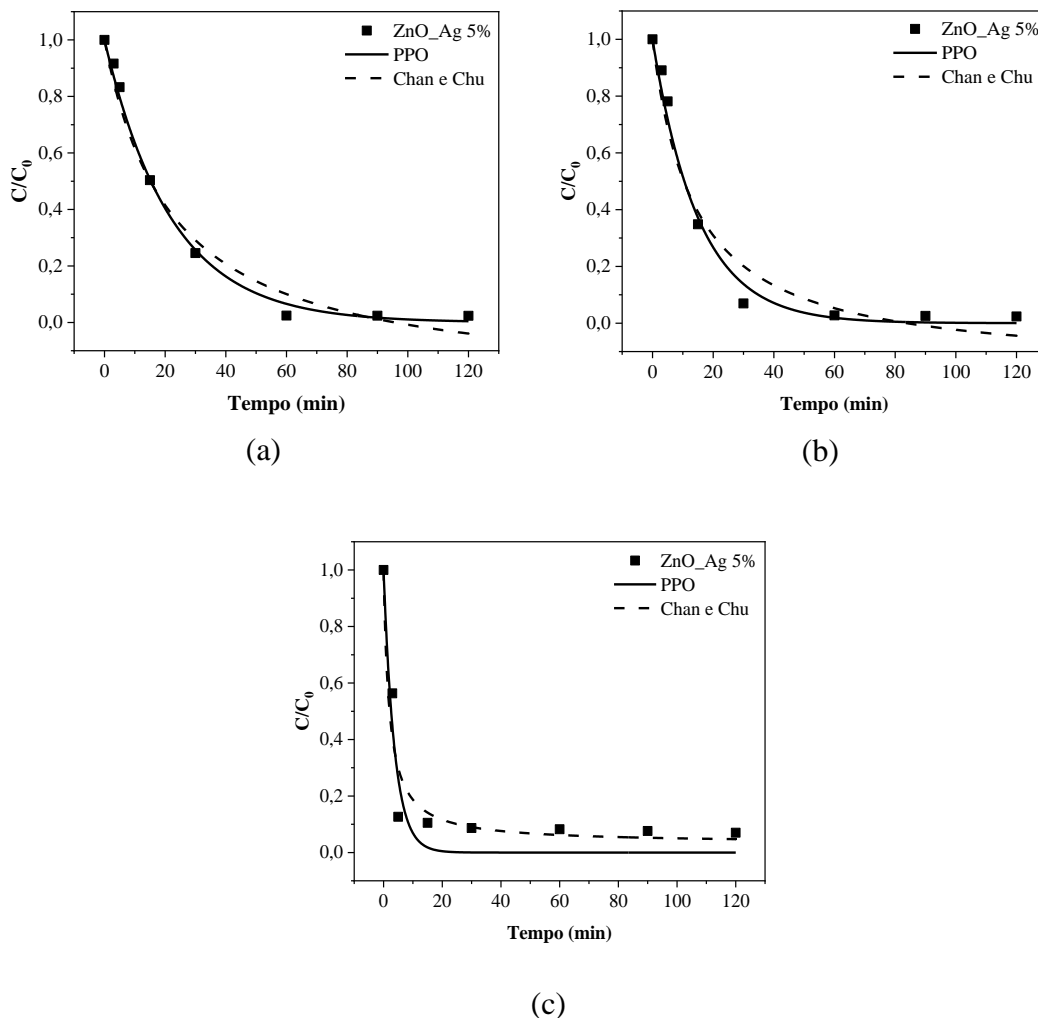 1,0
0,8
0,6
0,4
0,2
0,0
C/C₀
0 20 40 60 80 100 120
Tempo (min)
ZnO_Ag 5%
PPO
Chan e Chu
(a)
1,0
0,8
0,6
0,4
0,2
0,0
C/C₀
0 20 40 60 80 100 120
Tempo (min)
ZnO_Ag 5%
PPO
Chan e Chu
(b)
1,0
0,8
0,6
0,4
0,2
0,0
C/C₀
0 20 40 60 80 100 120
Tempo (min)
ZnO_Ag 5%
PPO
Chan e Chu
(c)